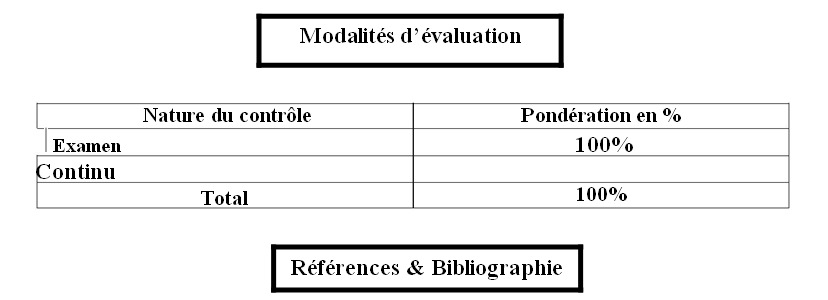 Modalités d'évaluation
Nature du contrôle Pondération en %
Examen 100%
Continu
Total 100%
Références & Bibliographie